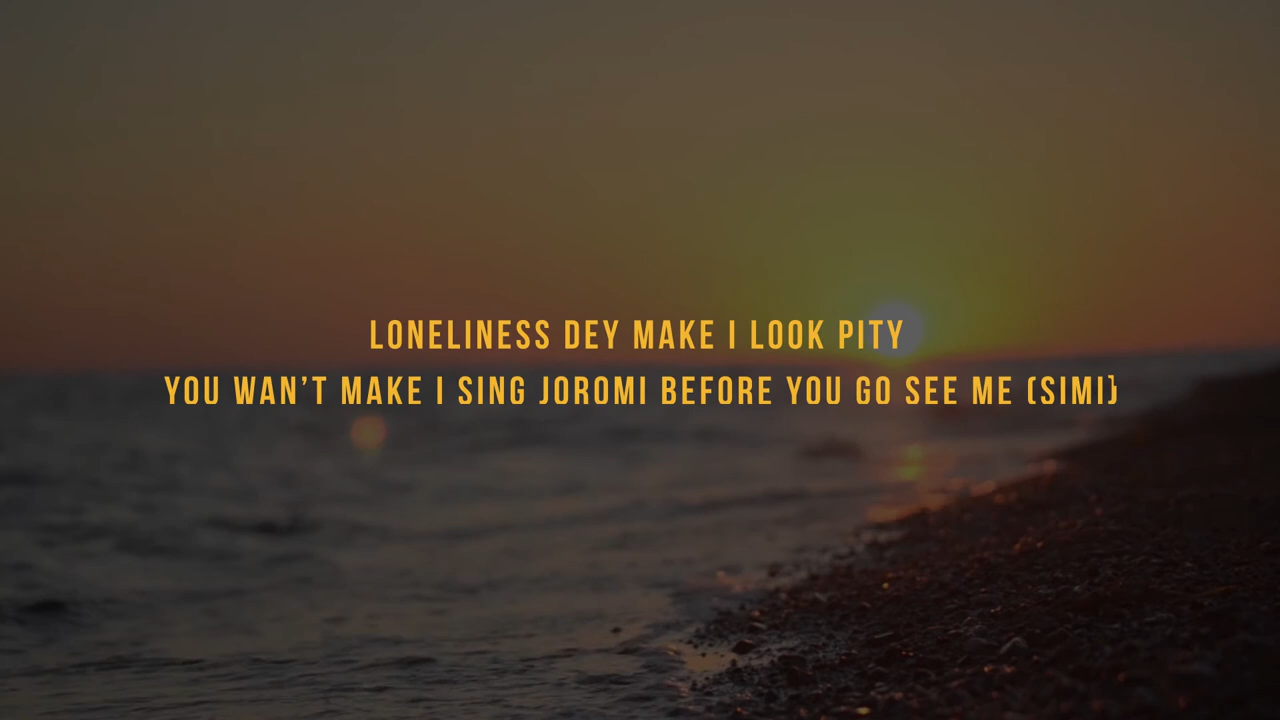 LONELINESS DEY MAKE I LOOK PITY
YOU WAN'T MAKE I SING JOROMI BEFORE YOU GO SEE ME (SIMI)